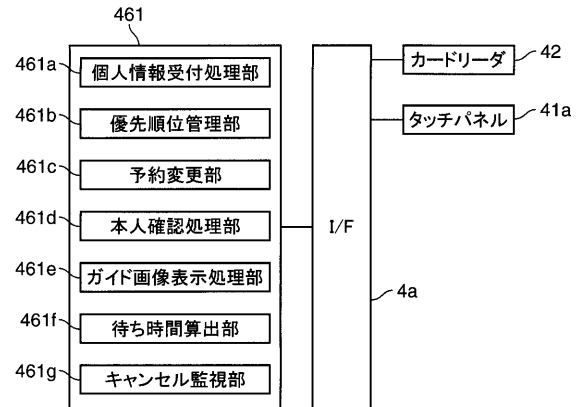 461
461a 個人情報受付処理部
461b 優先順位管理部
461c 予約変更部
461d 本人確認処理部
461e ガイド画像表示処理部
461f 待ち時間算出部
461g キャンセル監視部
I/F
4a
カードリーダ 42
タッチパネル 41a